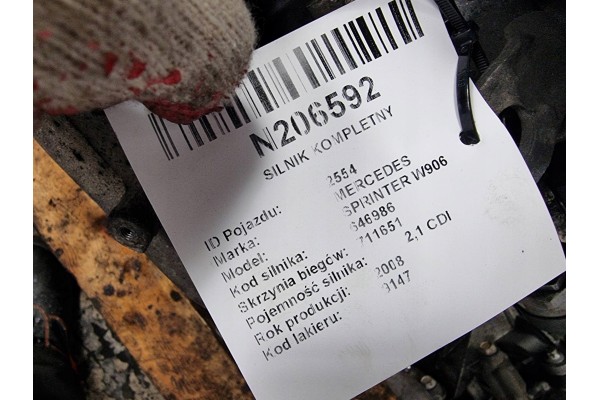 N206592
SILNIK KOMPLETNY
ID Pojazdu: 2554
Marka: MERCEDES
Model: SPRINTER W906
Kod silnika: 646986
Skrzynia biegów: 711651
Pojemność silnika: 2,1 CDI
Rok produkcji: 2008
Kod lakieru: 9147